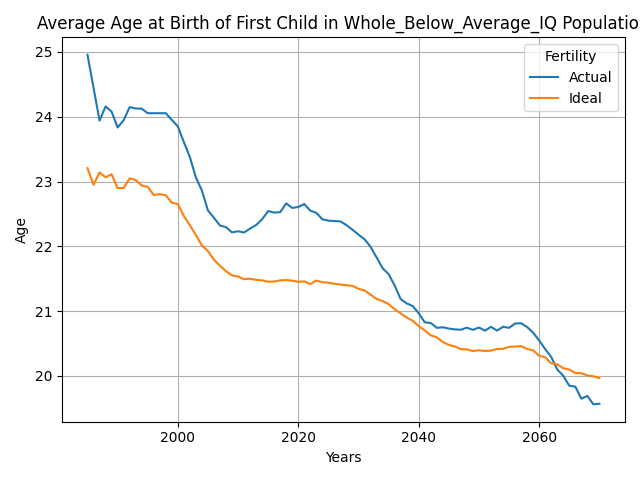 Average Age at Birth of First Child in Whole_Below_Average_IQ Populatio
25
24
23
22
21
20
Age
Fertility
Actual
Ideal
2000
2020
2040
2060
Years